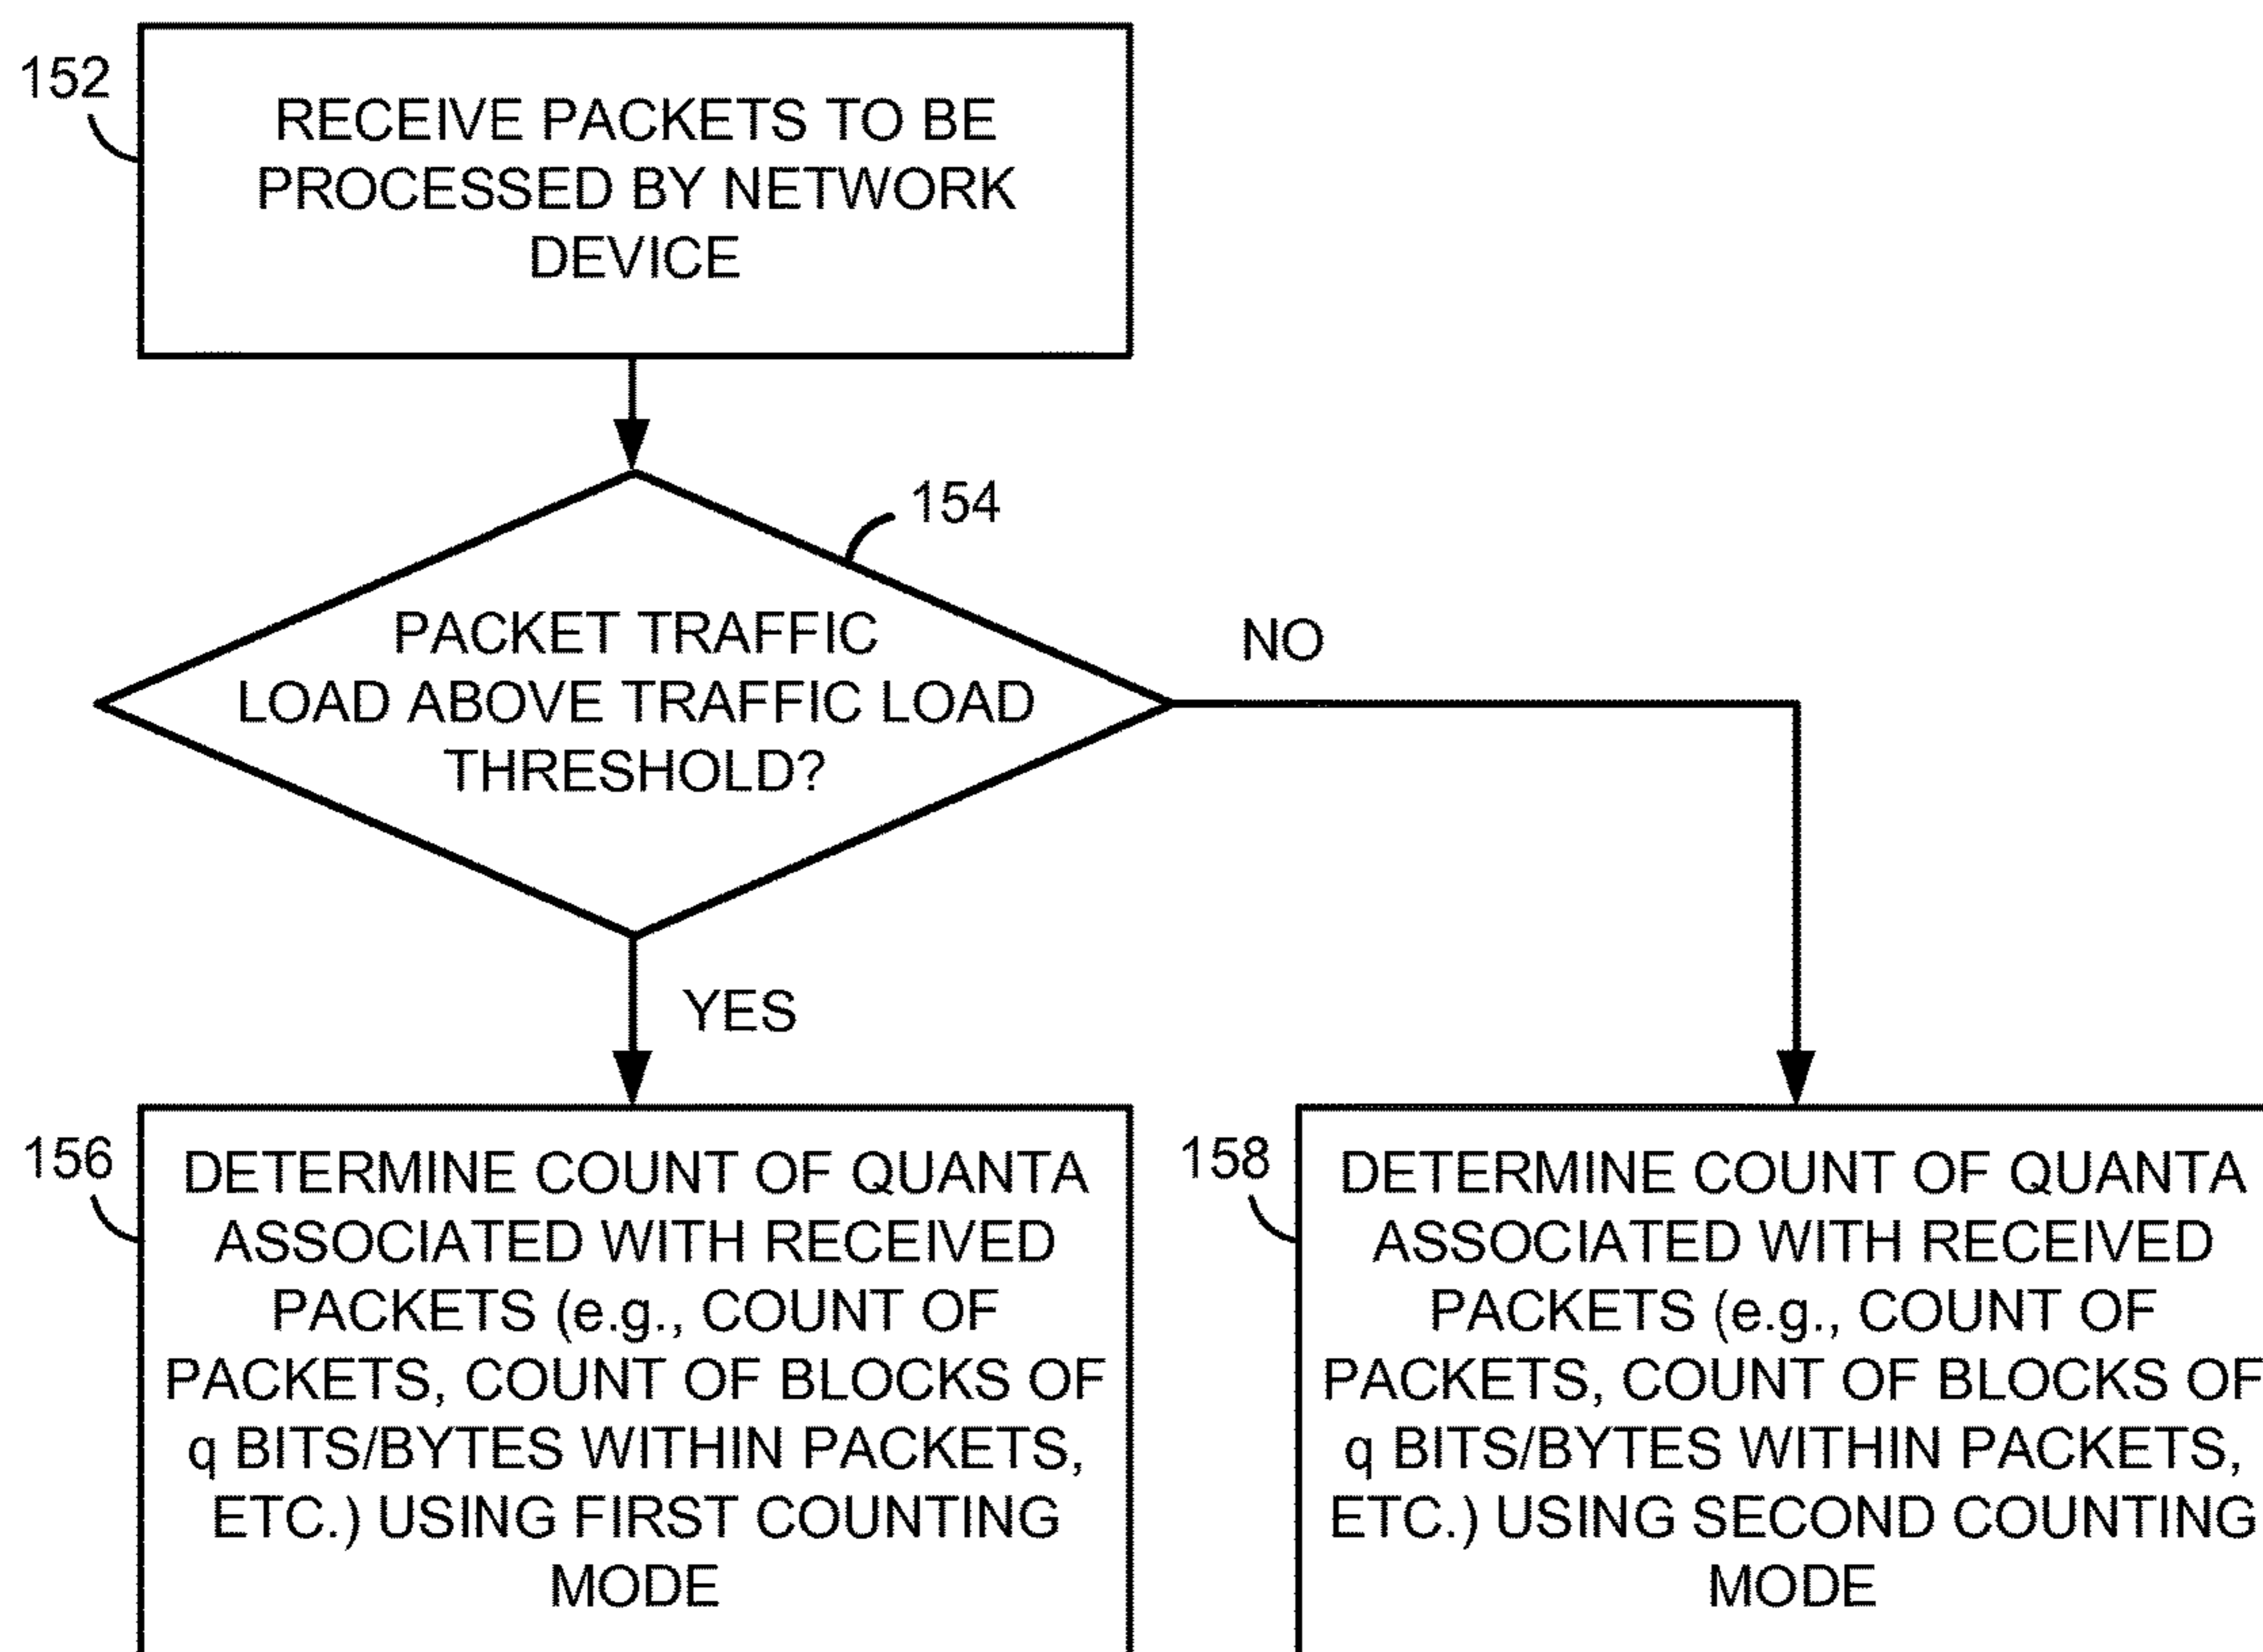 152
RECEIVE PACKETS TO BE
PROCESSED BY NETWORK
DEVICE
154
PACKET TRAFFIC
LOAD ABOVE TRAFFIC LOAD
THRESHOLD?
NO
YES
156
DETERMINE COUNT OF QUANTA
ASSOCIATED WITH RECEIVED
PACKETS (e.g., COUNT OF
PACKETS, COUNT OF BLOCKS OF
q BITS/BYTES WITHIN PACKETS,
ETC.) USING FIRST COUNTING
MODE
158
DETERMINE COUNT OF QUANTA
ASSOCIATED WITH RECEIVED
PACKETS (e.g., COUNT OF
PACKETS, COUNT OF BLOCKS OF
q BITS/BYTES WITHIN PACKETS,
ETC.) USING SECOND COUNTING
MODE